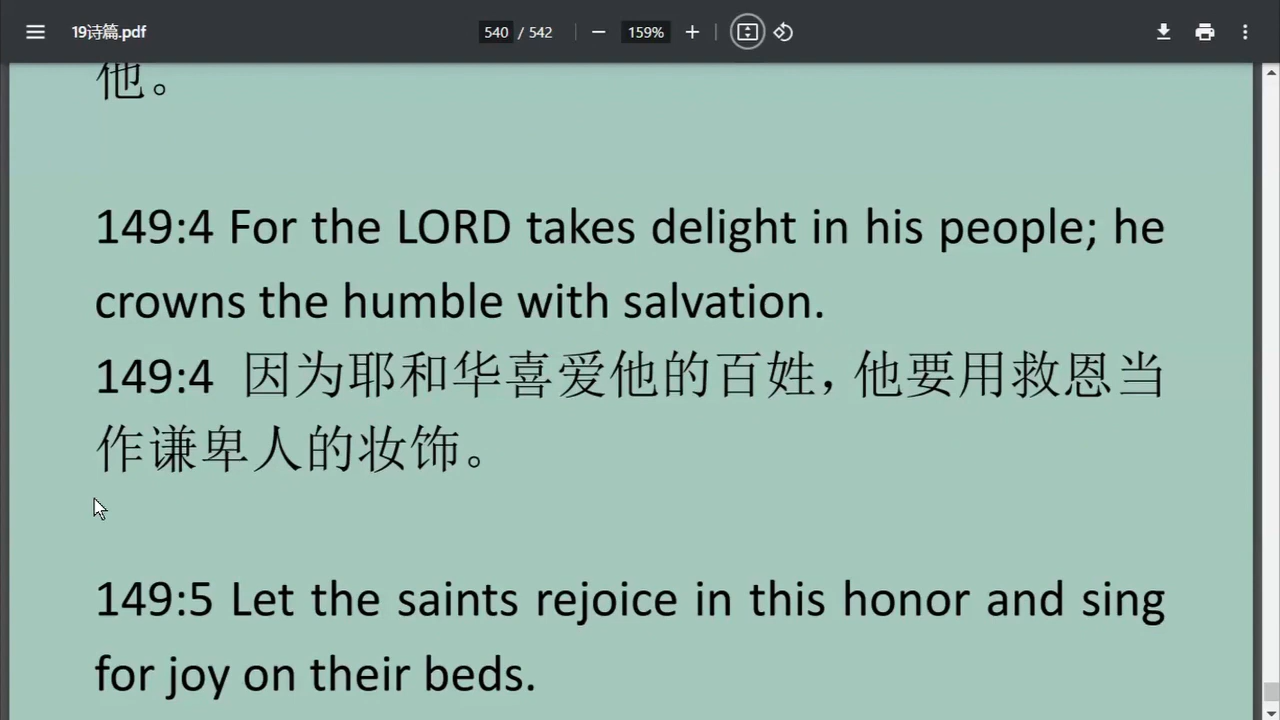 19诗篇.pdf
540 / 542
159%
他。
149:4 For the LORD takes delight in his people; he
crowns the humble with salvation.
149:4 因为耶和华喜爱他的百姓，他要用救恩当
作谦卑人的妆饰。
149:5 Let the saints rejoice in this honor and sing
for joy on their beds.